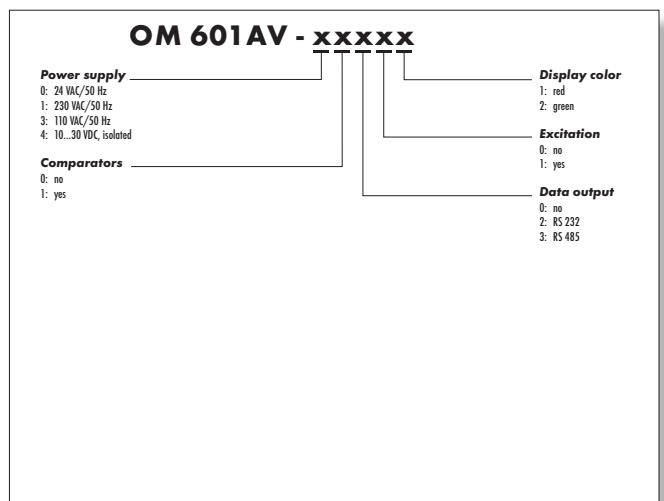 OM 601AV - xxxxx
Power supply
0: 24 VAC/50 Hz
1: 230 VAC/50 Hz
3: 110 VAC/50 Hz
4: 10...30 VDC, isolated
Comparators
0: no
1: yes
Display color
1: red
2: green
Excitation
0: no
1: yes
Data output
0: no
2: RS 232
3: RS 485